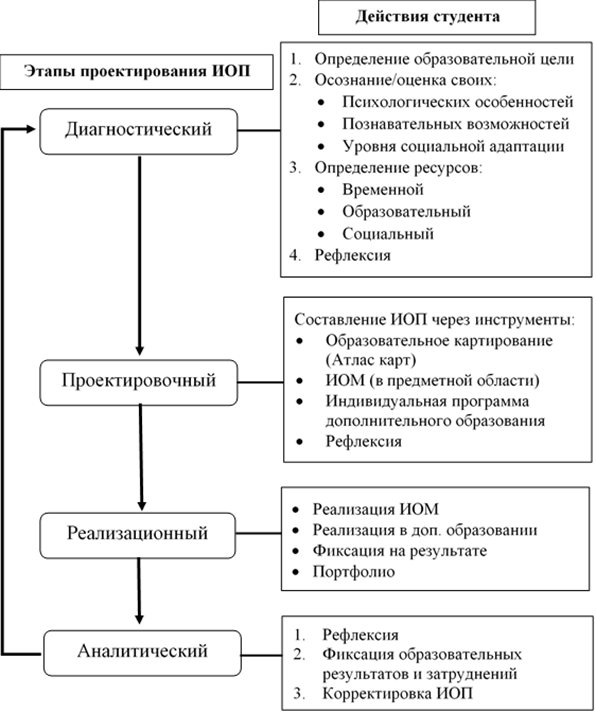 Действия студента
Этапы проектирования ИОП
1. Определение образовательной цели
2. Осознание/оценка своих:
• Психологических особенностей
• Познавательных возможностей
• Уровня социальной адаптации
3. Определение ресурсов:
• Временной
• Образовательный
• Социальный
4. Рефлексия
Диагностический
Составление ИОП через инструменты:
• Образовательное картирование
(Атлас карт)
• ИОМ (в предметной области)
• Индивидуальная программа
дополнительного образования
• Рефлексия
Проектировочный
• Реализация ИОМ
• Реализация в доп. образовании
• Фиксация на результате
• Портфолио
Реализационный
1. Рефлексия
2. Фиксация образовательных
результатов и затруднений
3. Корректировка ИОП
Аналитический